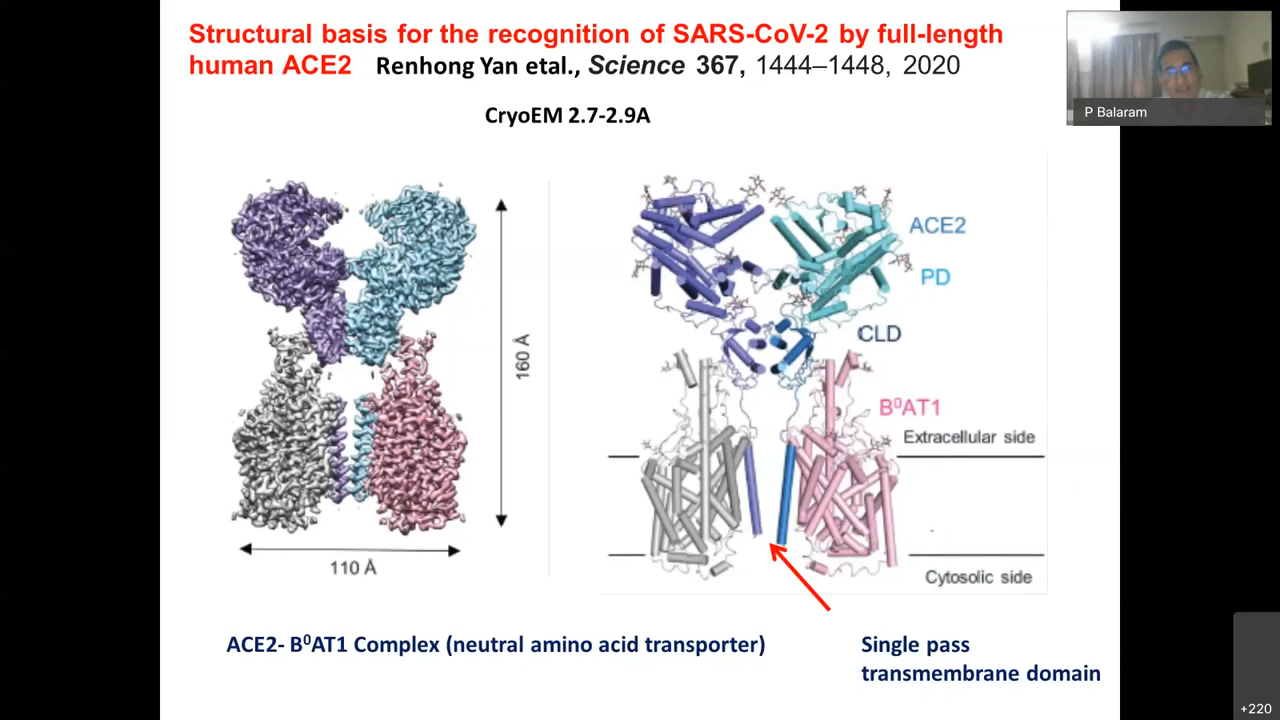 Structural basis for the recognition of SARS-CoV-2 by full-length
human ACE2 Renhong Yan etal., Science 367, 1444–1448, 2020
CryoEM 2.7-2.9A
P Balaram
160 Å
110 Å
ACE2
PD
CLD
B⁰AT1
Extracellular side
Cytosolic side
ACE2- B⁰AT1 Complex (neutral amino acid transporter)
Single pass
transmembrane domain
+220